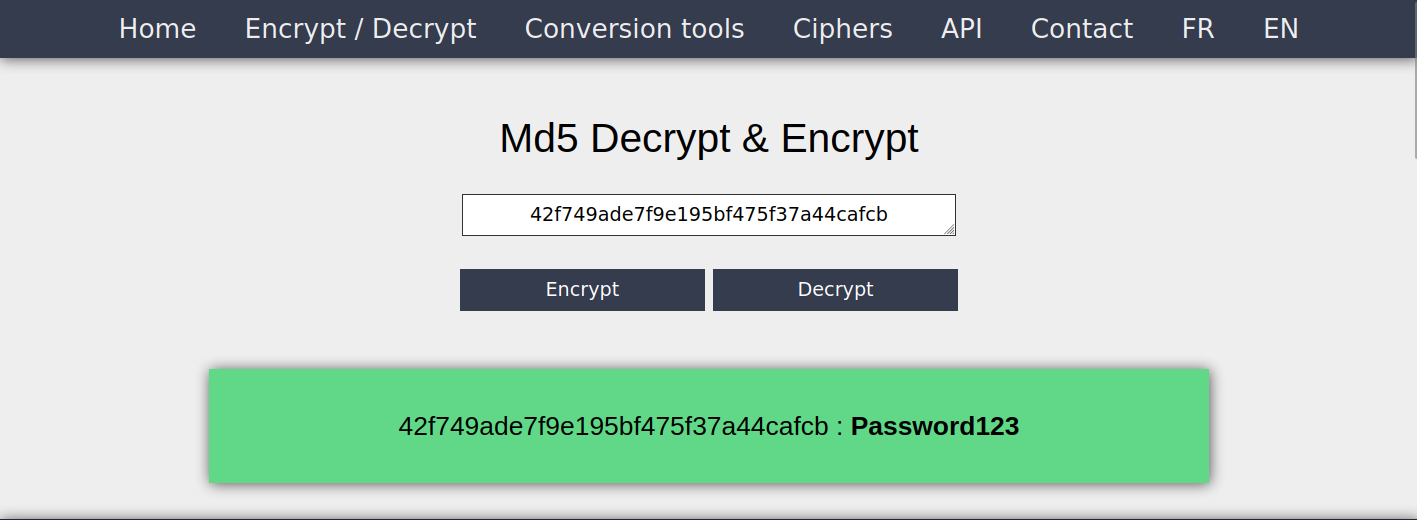 Home Encrypt / Decrypt Conversion tools Ciphers API Contact FR EN
Md5 Decrypt & Encrypt
42f749ade7f9e195bf475f37a44cafcb
Encrypt Decrypt
42f749ade7f9e195bf475f37a44cafcb : Password123